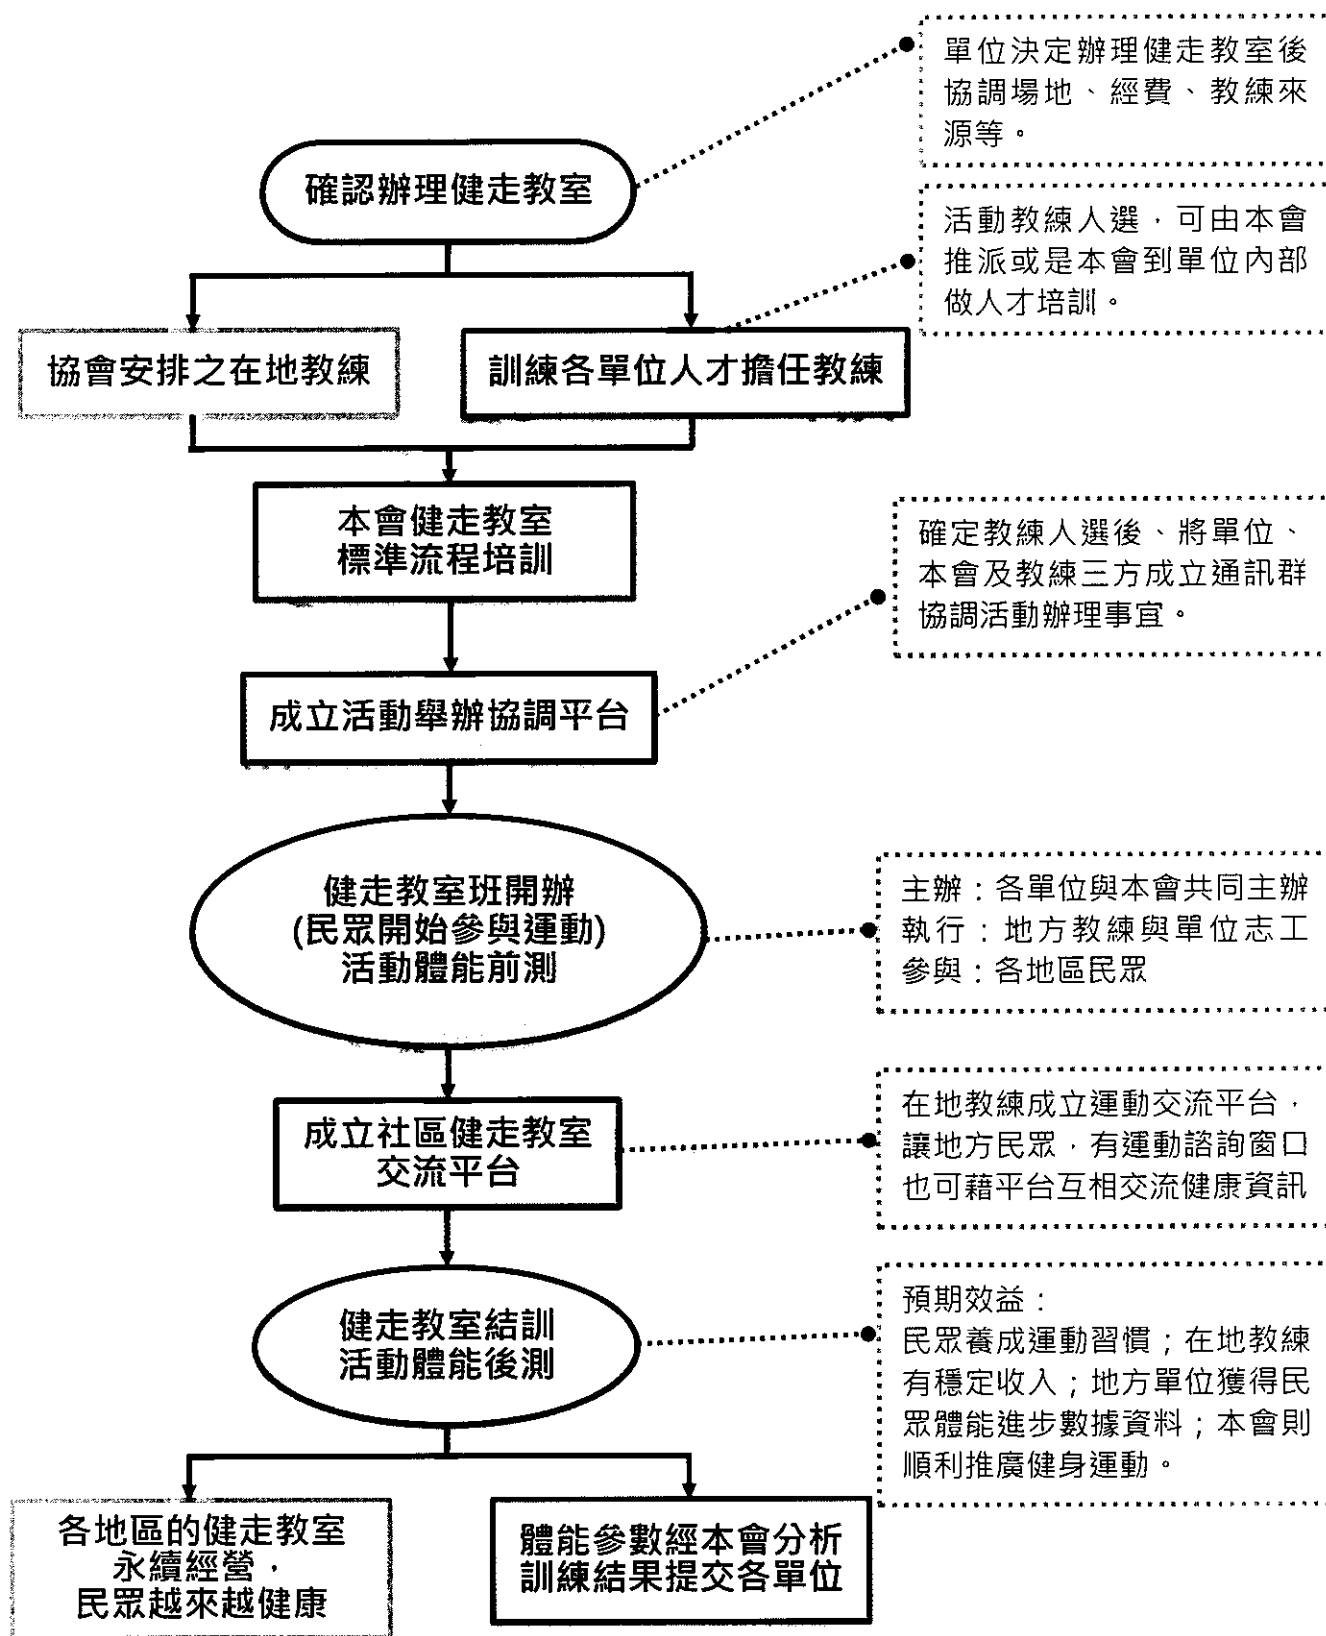 單位決定辦理健走教室後
協調場地、經費、教練來
源等。
確認辦理健走教室
活動教練人選，可由本會
推派或是本會到單位內部
做人才培訓。
協會安排之在地教練
訓練各單位人才擔任教練
本會健走教室
標準流程培訓
確定教練人選後、將單位、
本會及教練三方成立通訊群
協調活動辦理事宜。
成立活動舉辦協調平台
健走教室班開辦
(民眾開始參與運動)
活動體能前測
主辦：各單位與本會共同主辦
執行：地方教練與單位志工
參與：各地區民眾
成立社區健走教室
交流平台
在地教練成立運動交流平台，
讓地方民眾，有運動諮詢窗口
也可藉平台互相交流健康資訊
健走教室結訓
活動體能後測
預期效益：
民眾養成運動習慣；在地教練
有穩定收入；地方單位獲得民
眾體能進步數據資料；本會則
順利推廣健身運動。
各地區的健走教室
永續經營，
民眾越來越健康
體能參數經本會分析
訓練結果提交各單位